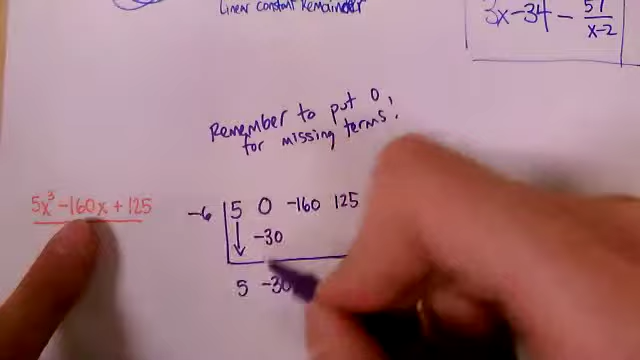 Linear constant Remainder
3x-34 - 57/x-2
Remember to put 0
for missing terms!
5x³-160x+125
-6 5 0 -160 125
-30
5 -30